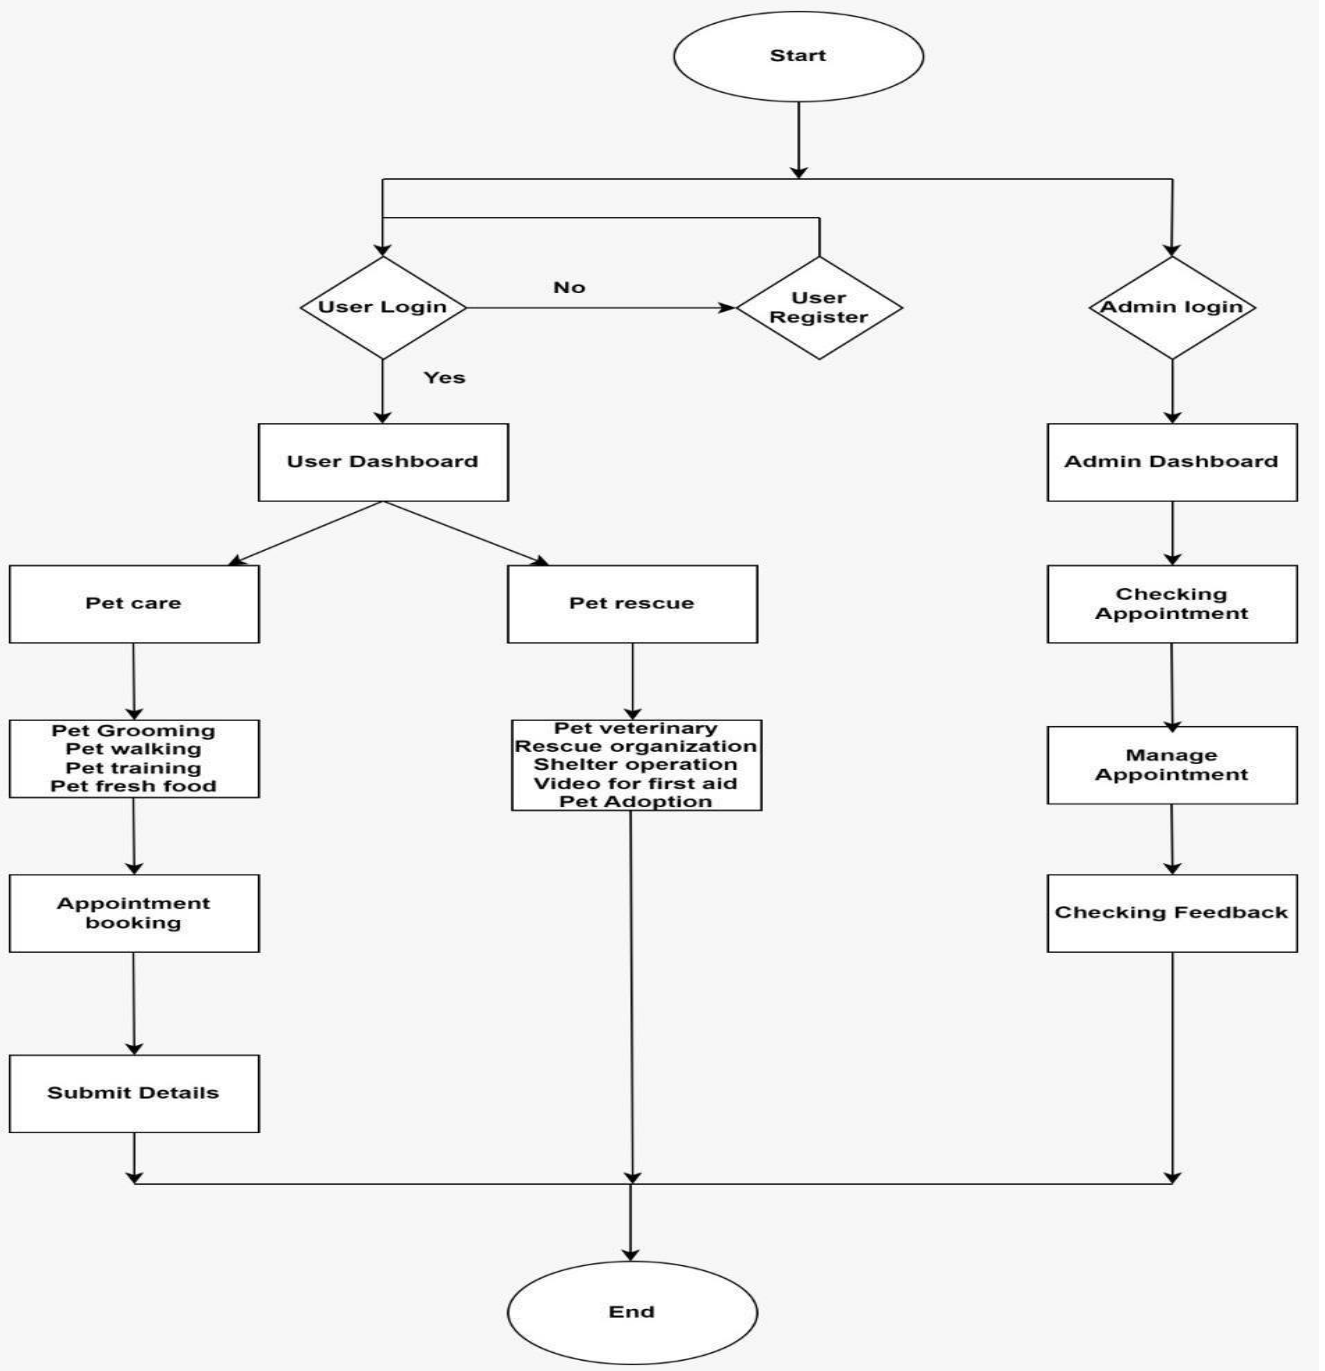 Start
User Login
No
User
Register
Admin login
Yes
User Dashboard
Admin Dashboard
Pet care
Pet rescue
Checking
Appointment
Pet Grooming
Pet walking
Pet training
Pet fresh food
Pet veterinary
Rescue organization
Shelter operation
Video for first aid
Pet Adoption
Manage
Appointment
Appointment
booking
Checking Feedback
Submit Details
End